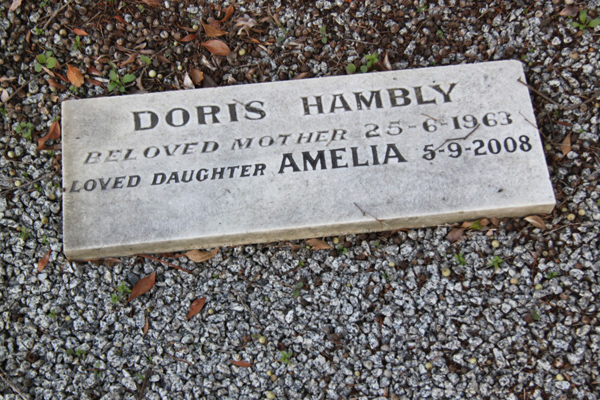 DORIS HAMBLY
BELOVED MOTHER 25-6-1963
LOVED DAUGHTER AMELIA 5-9-2008